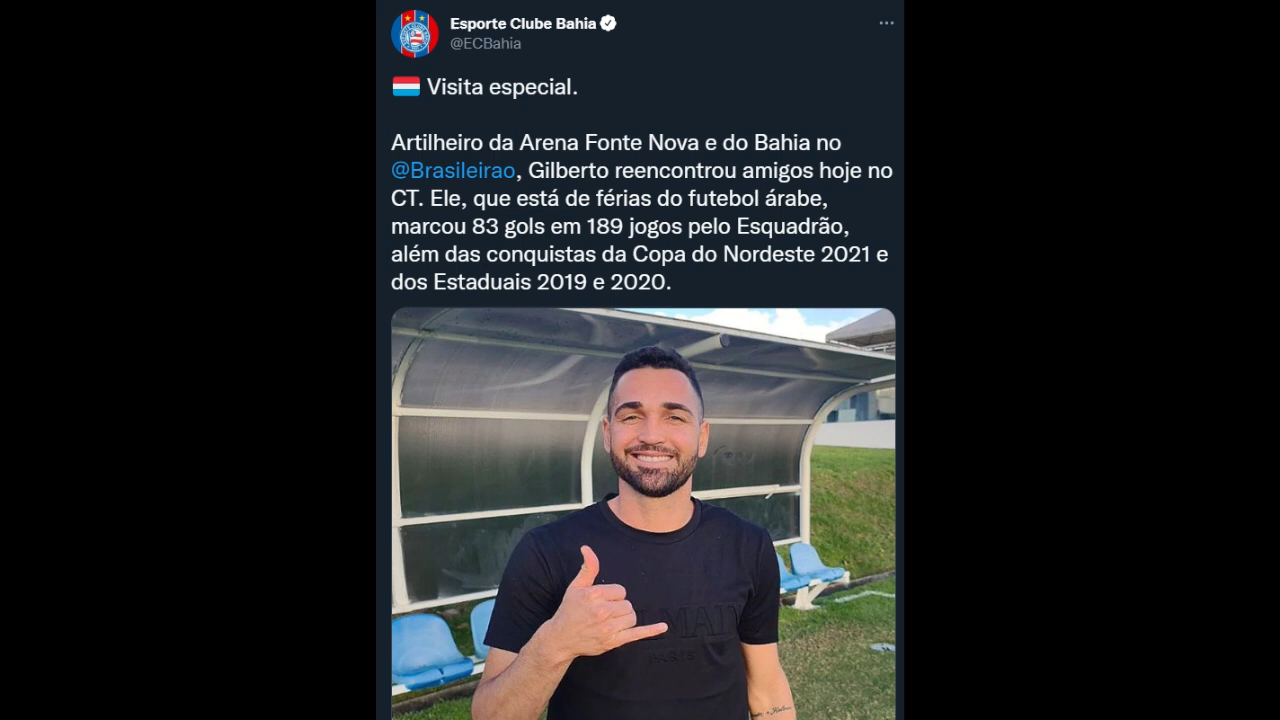 Esporte Clube Bahia
@ECBahia
Visita especial.
Artilheiro da Arena Fonte Nova e do Bahia no
@Brasileirao, Gilberto reencontrou amigos hoje no
CT. Ele, que está de férias do futebol árabe,
marcou 83 gols em 189 jogos pelo Esquadrão,
além das conquistas da Copa do Nordeste 2021 e
dos Estaduais 2019 e 2020.
PARIS